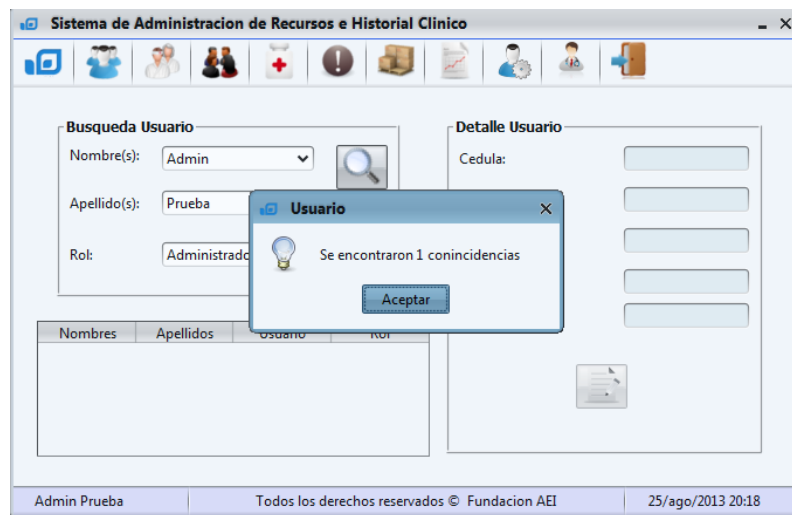 Sistema de Administracion de Recursos e Historial Clinico
Busqueda Usuario
Nombre(s): Admin
Apellido(s): Prueba
Rol: Administrado
Detalle Usuario
Cedula:
Usuario
Se encontraron 1 conincidencias
Aceptar
Nombres Apellidos Usuario Rol
Admin Prueba Todos los derechos reservados © Fundacion AEI 25/ago/2013 20:18